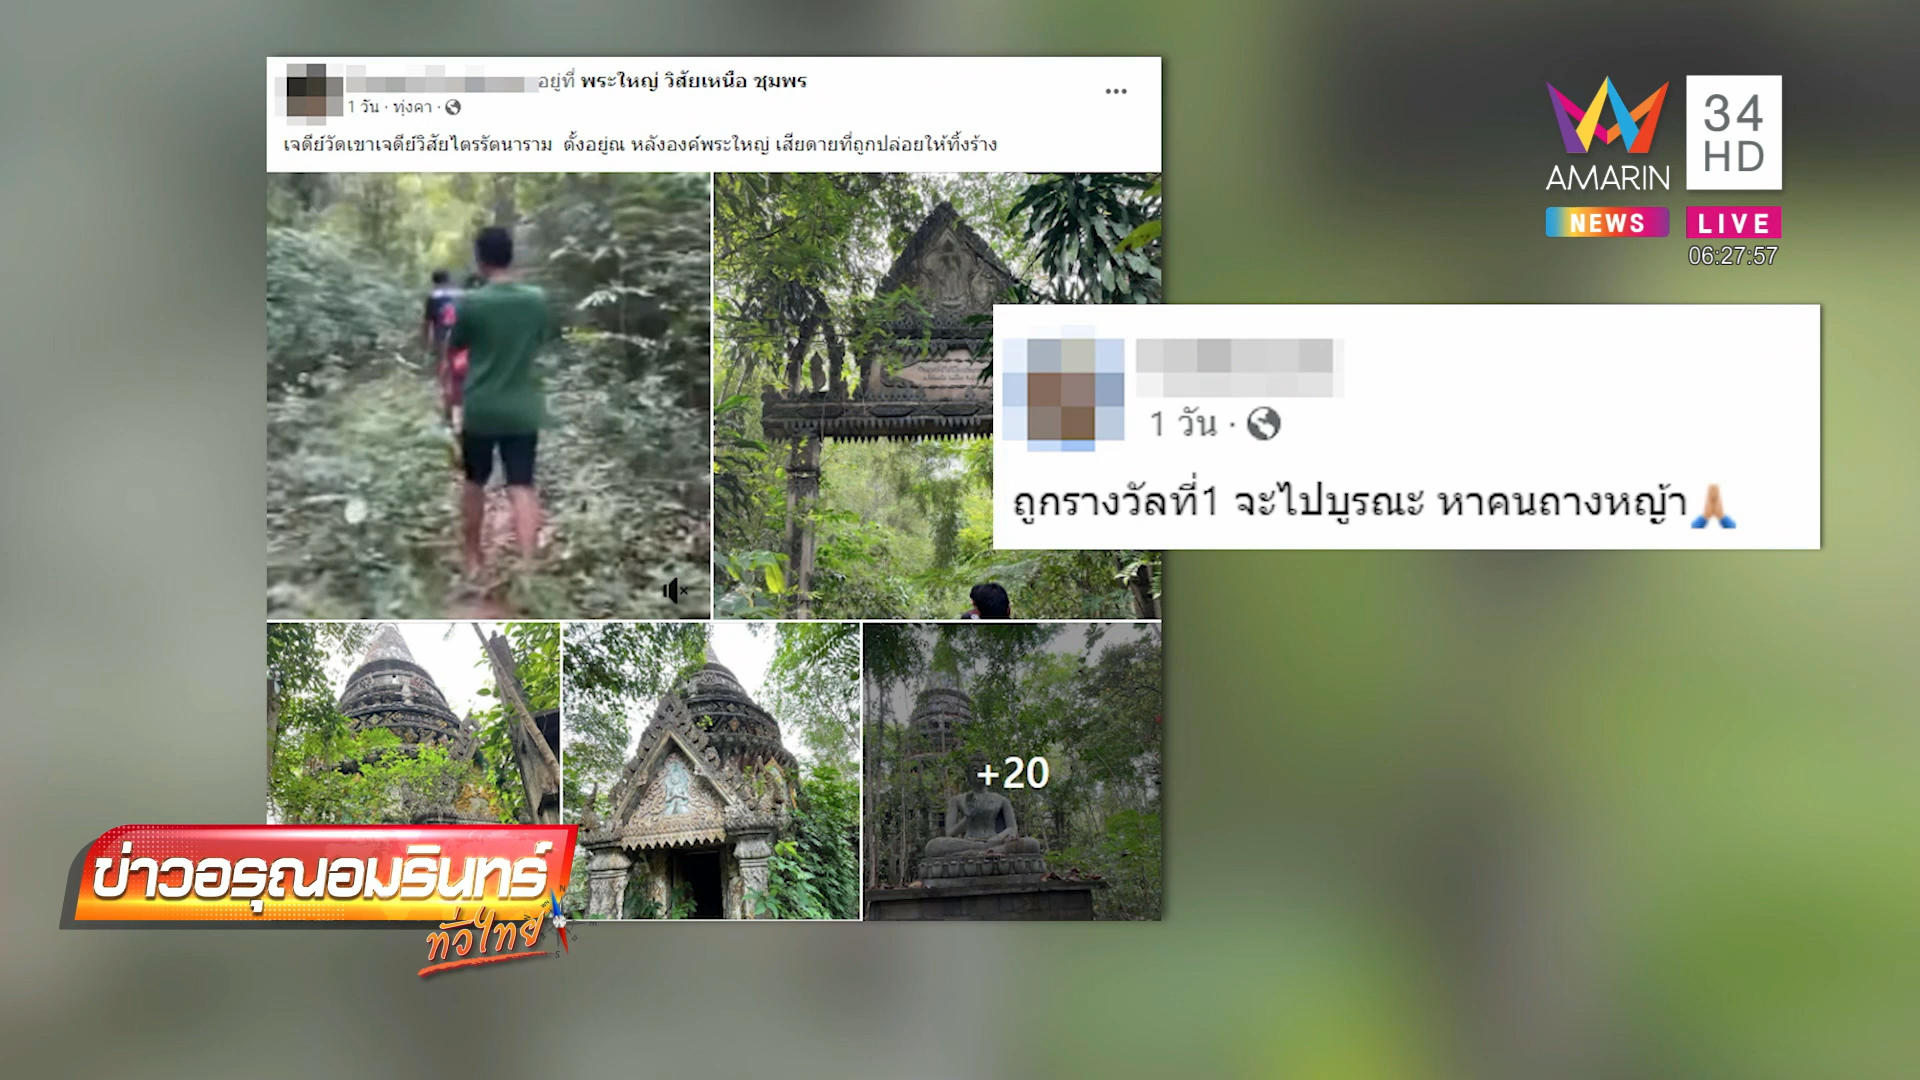 อยู่ที่ พระใหญ่ วิสัยเหนือ ชุมพร
1 วัน · ทุ่งคา ·
เจดีย์วัดเขาเจดีย์วิสัยไตรรัตนาราม ตั้งอยู่ณ หลังองค์พระใหญ่ เสียดายที่ถูกปล่อยให้ทิ้งร้าง
AMARIN
34
HD
NEWS
LIVE
06:27:57
1 วัน ·
ถูกรางวัลที่1 จะไปบูรณะ หาคนถางหญ้า🙏🏼
+20
ข่าวอรุณอมรินทร์
ทั่วไทย
N
S